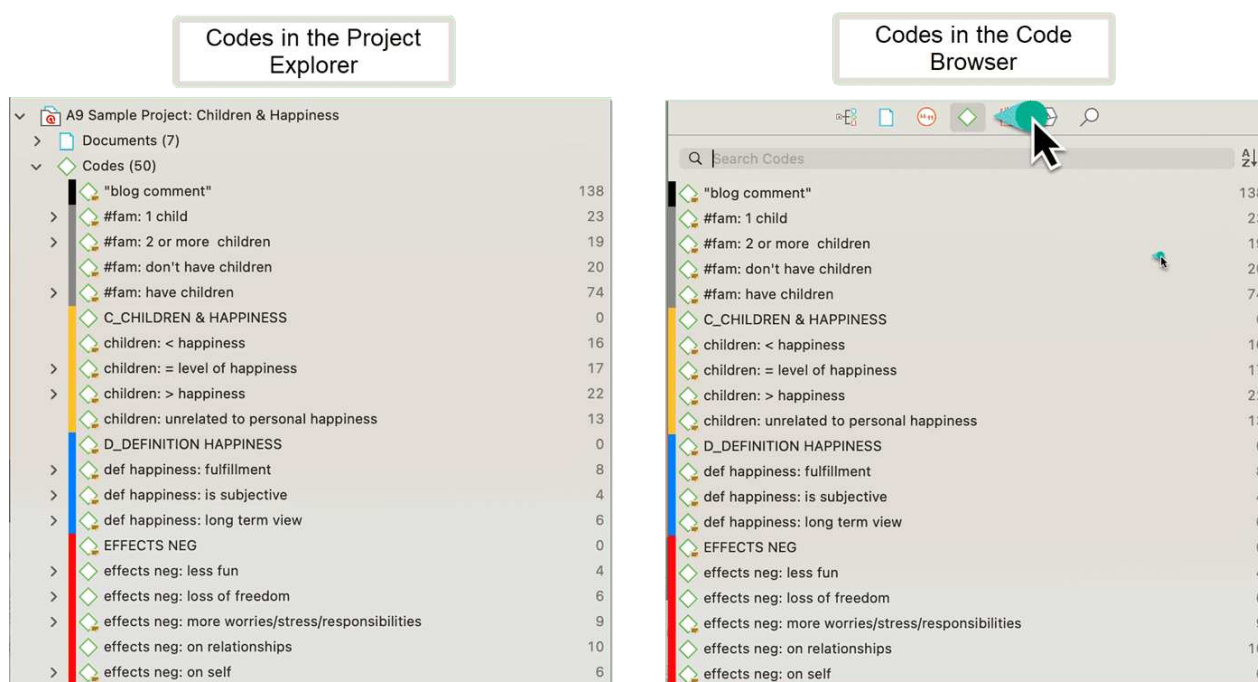 Codes in the Project
Explorer
A9 Sample Project: Children & Happiness
Documents (7)
Codes (50)
"blog comment" 138
#fam: 1 child 23
#fam: 2 or more  children 19
#fam: don't have children 20
#fam: have children 74
C_CHILDREN & HAPPINESS 0
children: < happiness 16
children: = level of happiness 17
children: > happiness 22
children: unrelated to personal happiness 13
D_DEFINITION HAPPINESS 0
def happiness: fulfillment 8
def happiness: is subjective 4
def happiness: long term view 6
EFFECTS NEG 0
effects neg: less fun 4
effects neg: loss of freedom 6
effects neg: more worries/stress/responsibilities 9
effects neg: on relationships 10
effects neg: on self 6
Codes in the Code
Browser
Search Codes
"blog comment" 138
#fam: 1 child
#fam: 2 or more  children
#fam: don't have children
#fam: have children
C_CHILDREN & HAPPINESS
children: < happiness
children: = level of happiness
children: > happiness
children: unrelated to personal happiness
D_DEFINITION HAPPINESS
def happiness: fulfillment
def happiness: is subjective
def happiness: long term view
EFFECTS NEG
effects neg: less fun
effects neg: loss of freedom
effects neg: more worries/stress/responsibilities
effects neg: on relationships
effects neg: on self